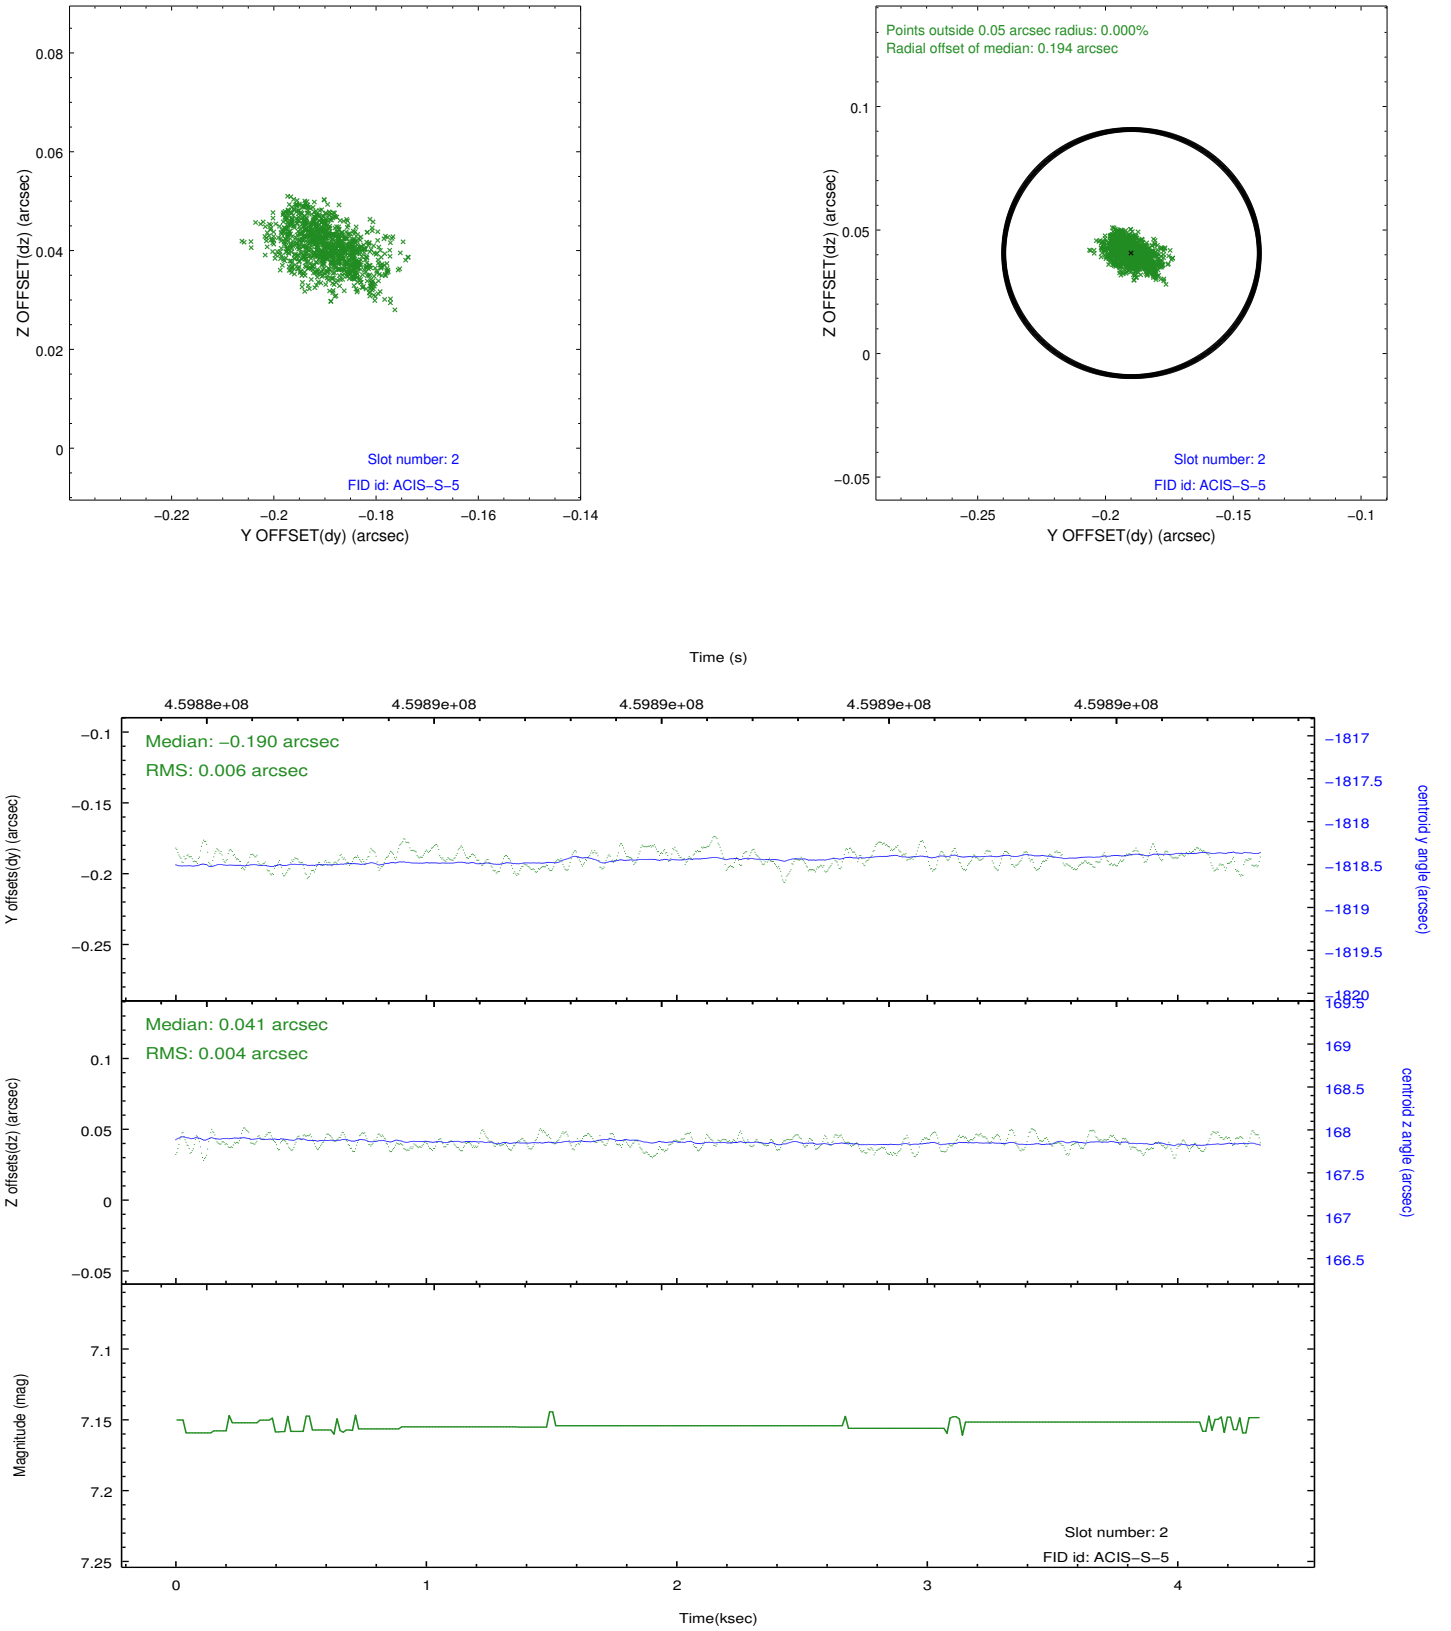 0.08
0.06
0.04
0.02
0
Z OFFSET(dz) (arcsec)
Slot number: 2
FID id: ACIS−S−5
−0.22
−0.2
−0.18
−0.16
−0.14
Y OFFSET(dy) (arcsec)
Points outside 0.05 arcsec radius: 0.000%
Radial offset of median: 0.194 arcsec
0.1
0.05
0
−0.05
Z OFFSET(dz) (arcsec)
Slot number: 2
FID id: ACIS−S−5
−0.25
−0.2
−0.15
−0.1
Y OFFSET(dy) (arcsec)
Time (s)
4.5988e+08
4.5989e+08
4.5989e+08
4.5989e+08
4.5989e+08
Median: −0.190 arcsec
RMS: 0.006 arcsec
−0.1
−0.15
−0.2
−0.25
Y offsets(dy) (arcsec)
−1817
−1817.5
−1818
−1818.5
−1819
−1819.5
−1820
centroid y angle (arcsec)
Median: 0.041 arcsec
RMS: 0.004 arcsec
0.1
0.05
0
−0.05
Z offsets(dz) (arcsec)
169.5
169
168.5
168
167.5
167
166.5
centroid z angle (arcsec)
7.1
7.15
7.2
7.25
Magnitude (mag)
Slot number: 2
FID id: ACIS−S−5
0
1
2
3
4
Time(ksec)